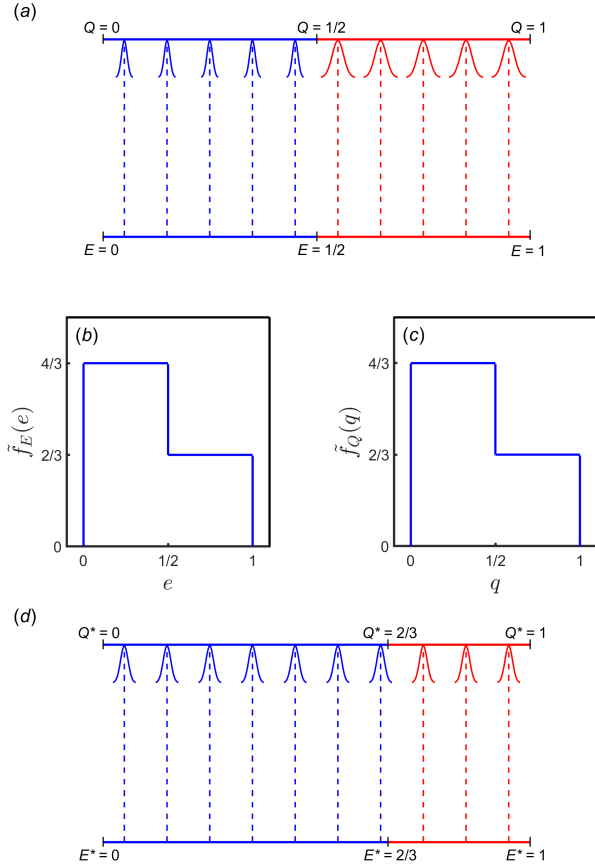 (a)
Q = 0 Q = 1/2 Q = 1
E = 0 E = 1/2 E = 1
(b) (c)
4/3 4/3
2/3 2/3
0 0
f̃_E(e) f̃_Q(q)
0 1/2 1 0 1/2 1
e q
(d)
Q* = 0 Q* = 2/3 Q* = 1
E* = 0 E* = 2/3 E* = 1